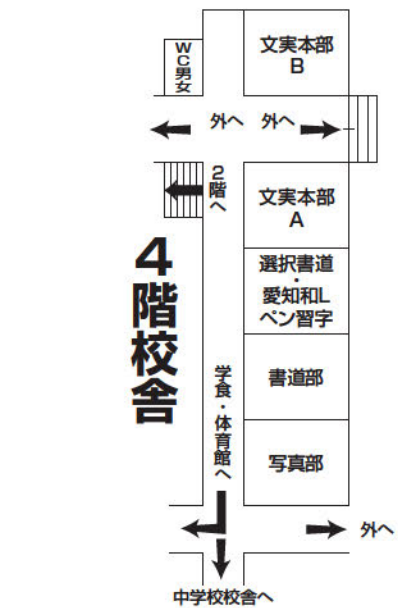 WC男女
文実本部
B
外へ 外へ
2階へ
文実本部
A
選択書道
・
愛知和L
ペン習字
4階校舎
書道部
学食・体育館へ
写真部
外へ
中学校校舎へ